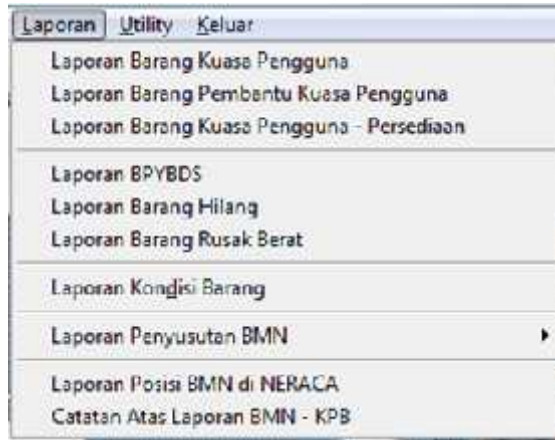 Laporan Utility Keluar
Laporan Barang Kuasa Pengguna
Laporan Barang Pembantu Kuasa Pengguna
Laporan Barang Kuasa Pengguna - Persediaan
Laporan BPYBDS
Laporan Barang Hilang
Laporan Barang Rusak Berat
Laporan Kondisi Barang
Laporan Penyusutan BMN
Laporan Posisi BMN di NERACA
Catatan Atas Laporan BMN - KPB